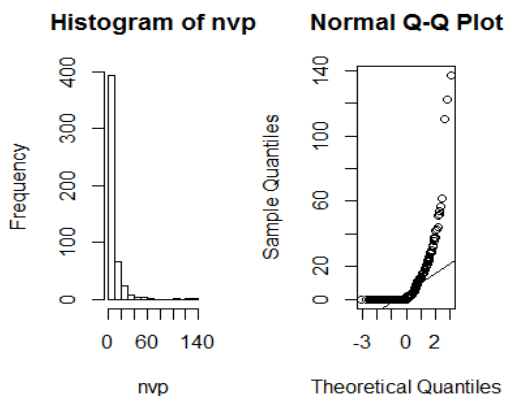 Histogram of nvp
Frequency
0 100 200 300 400
0 60 140
nvp
Normal Q-Q Plot
Sample Quantiles
0 20 60 100 140
-3 0 2
Theoretical Quantiles